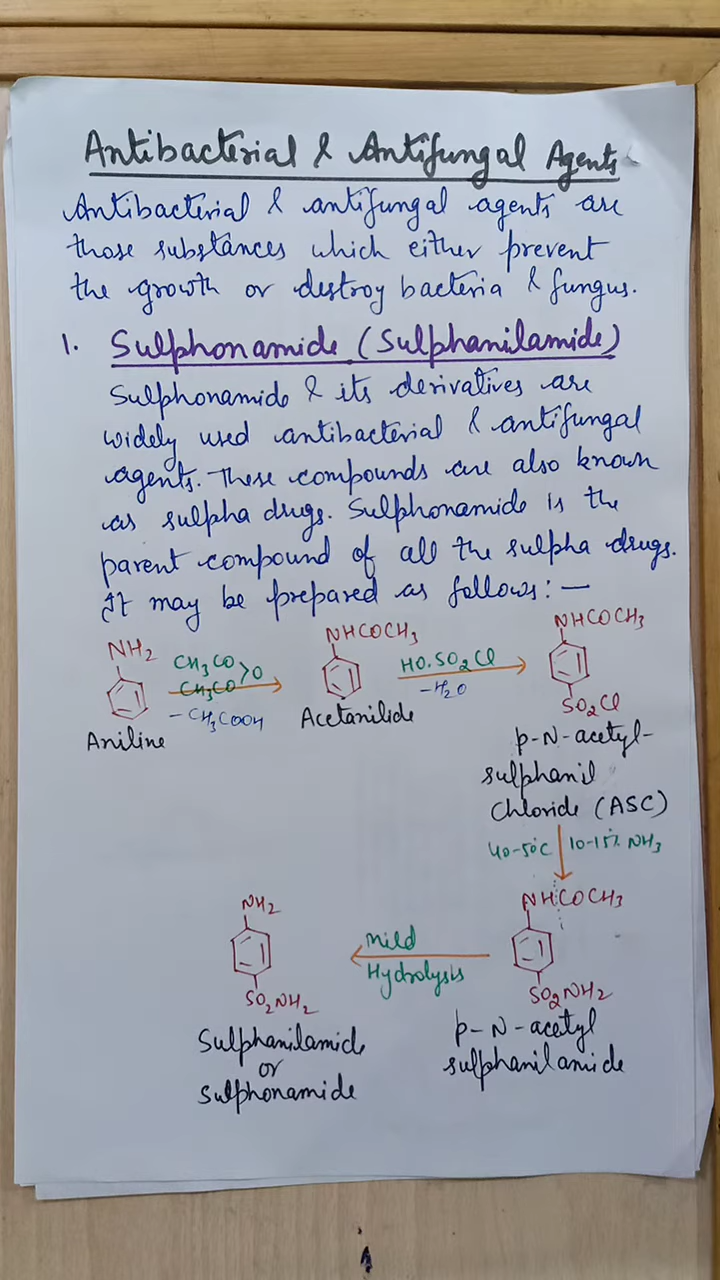 Antibacterial & Antifungal Agents
Antibacterial & antifungal agents are
those substances which either prevent
the growth or destroy bacteria & fungus.
1. Sulphonamide (Sulphanilamide)
Sulphonamide & its derivatives are
widely used antibacterial & antifungal
agents. These compounds are also known
as sulpha drugs. Sulphonamide is the
parent compound of all the sulpha drugs.
It may be prepared as follows: —
NH2
CH3CO
CH3CO >O
- CH3COOH
Aniline
NHCOCH3
Acetanilide
HO.SO2Cl
-H2O
NHCOCH3
SO2Cl
p-N-acetyl-
sulphanil
Chloride (ASC)
40-50°C
10-15% NH3
NHCOCH3
SO2NH2
p-N-acetyl
sulphanilamide
Mild
Hydrolysis
NH2
SO2NH2
Sulphanilamide
or
Sulphonamide